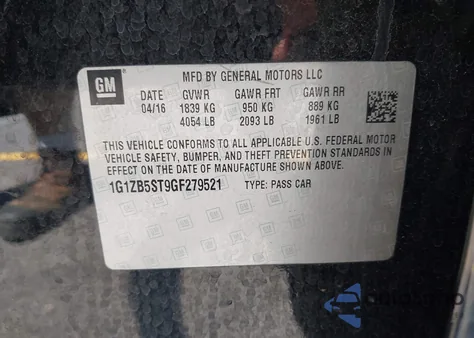 GM
MFD BY GENERAL MOTORS LLC
DATE GVWR GAWR FRT GAWR RR
04/16 1839 KG 950 KG 889 KG
4054 LB 2093 LB 1961 LB
THIS VEHICLE CONFORMS TO ALL APPLICABLE U.S. FEDERAL MOTOR
VEHICLE SAFETY, BUMPER, AND THEFT PREVENTION STANDARDS IN
EFFECT ON THE DATE OF MANUFACTURE SHOWN ABOVE.
1G1ZB5ST9GF279521 TYPE: PASS CAR